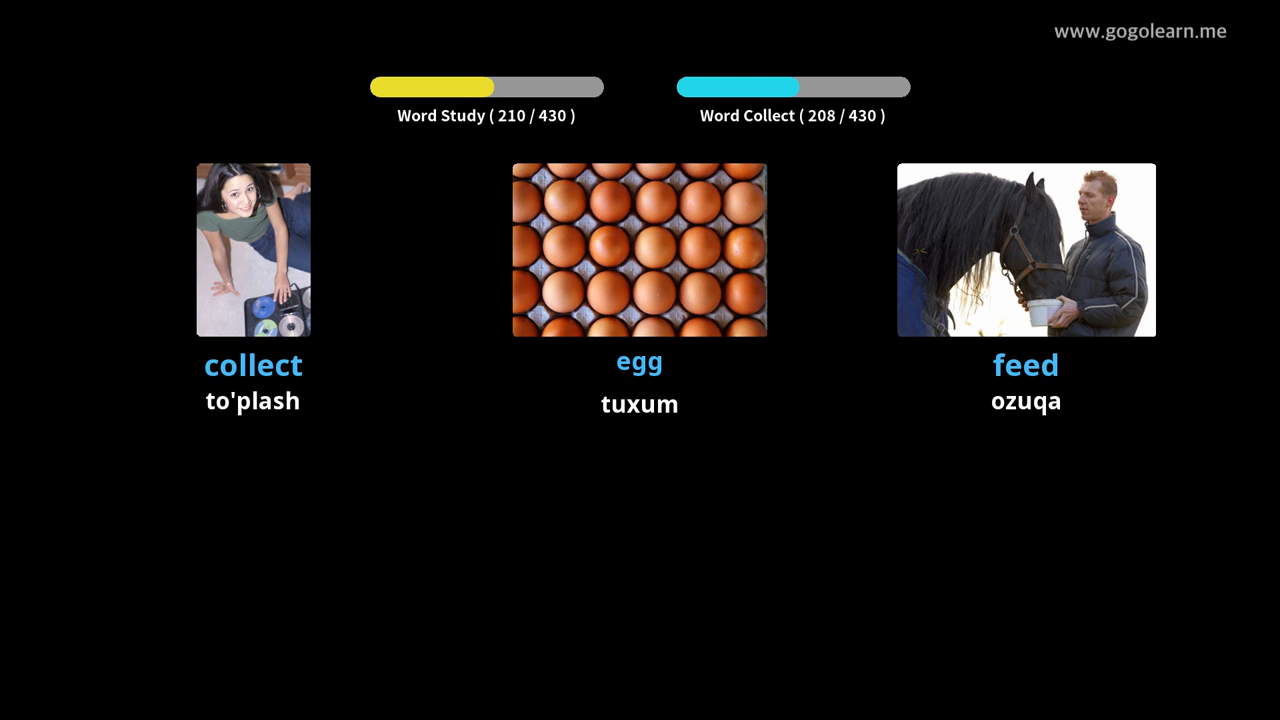 www.gogolearn.me
Word Study ( 210 / 430 )
Word Collect ( 208 / 430 )
collect
to'plash
egg
tuxum
feed
ozuqa